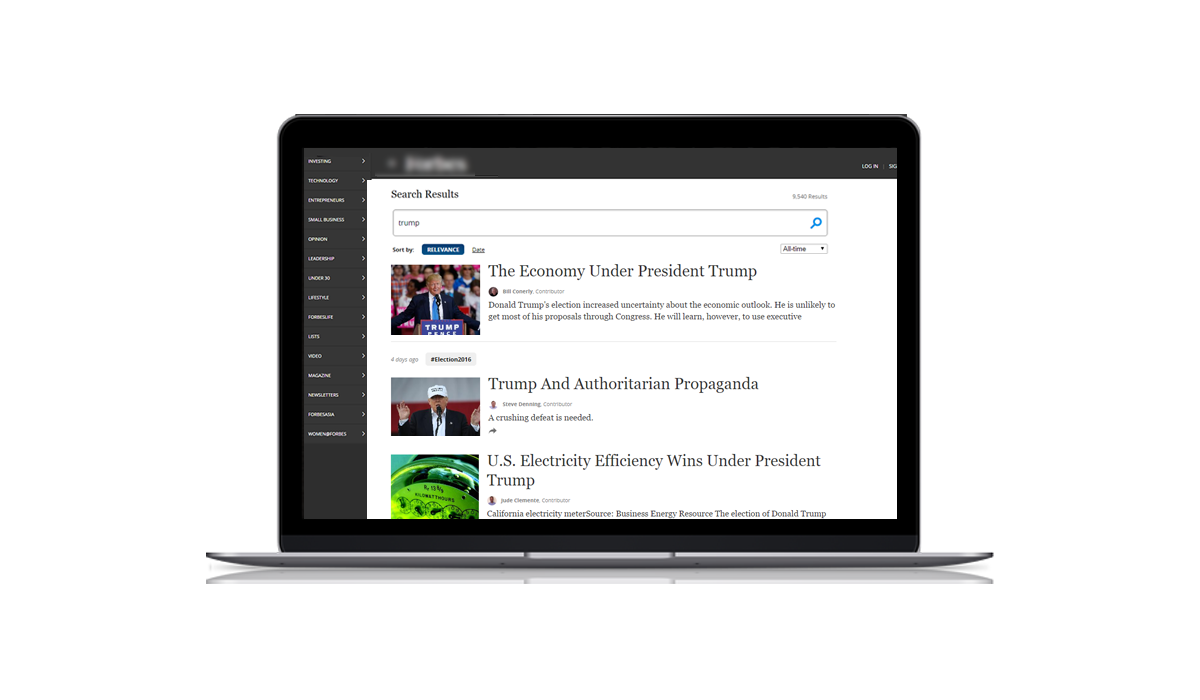 INVESTING
TECHNOLOGY
ENTREPRENEURS
SMALL BUSINESS
OPINION
LEADERSHIP
UNDER 30
LIFESTYLE
FORBESLIFE
LISTS
VIDEO
MAGAZINE
NEWSLETTERS
FORBESASIA
WOMEN@FORBES
LOG IN | SIG
Search Results
9,540 Results
trump
Sort by: RELEVANCE Date
All-time
The Economy Under President Trump
Bill Conerly, Contributor
Donald Trump's election increased uncertainty about the economic outlook. He is unlikely to
get most of his proposals through Congress. He will learn, however, to use executive
TRUMP
PENCE
4 days ago #Election2016
Trump And Authoritarian Propaganda
Steve Denning, Contributor
A crushing defeat is needed.
U.S. Electricity Efficiency Wins Under President
Trump
Jude Clemente, Contributor
California electricity meterSource: Business Energy Resource The election of Donald Trump
KILOWATTHOURS